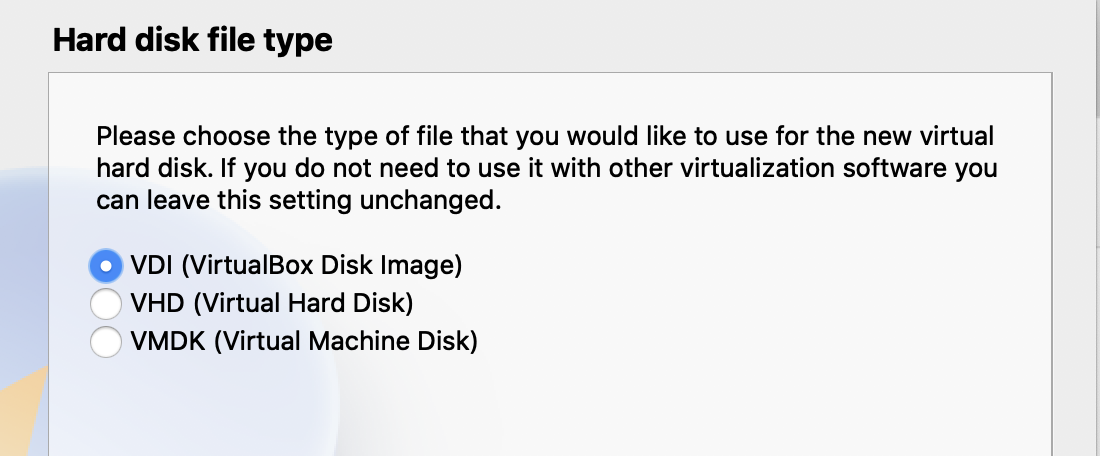 Hard disk file type
Please choose the type of file that you would like to use for the new virtual
hard disk. If you do not need to use it with other virtualization software you
can leave this setting unchanged.
VDI (VirtualBox Disk Image)
VHD (Virtual Hard Disk)
VMDK (Virtual Machine Disk)